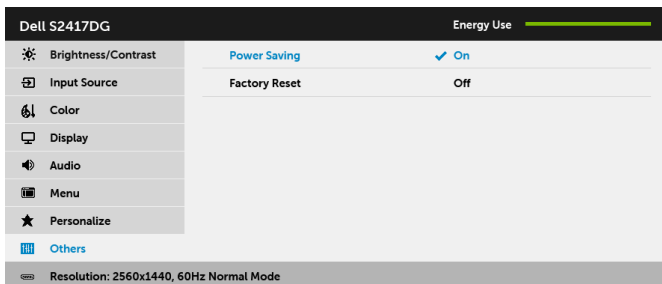 Dell S2417DG Energy Use
Brightness/Contrast Power Saving On
Input Source Factory Reset Off
Color
Display
Audio
Menu
Personalize
Others
Resolution: 2560x1440, 60Hz Normal Mode